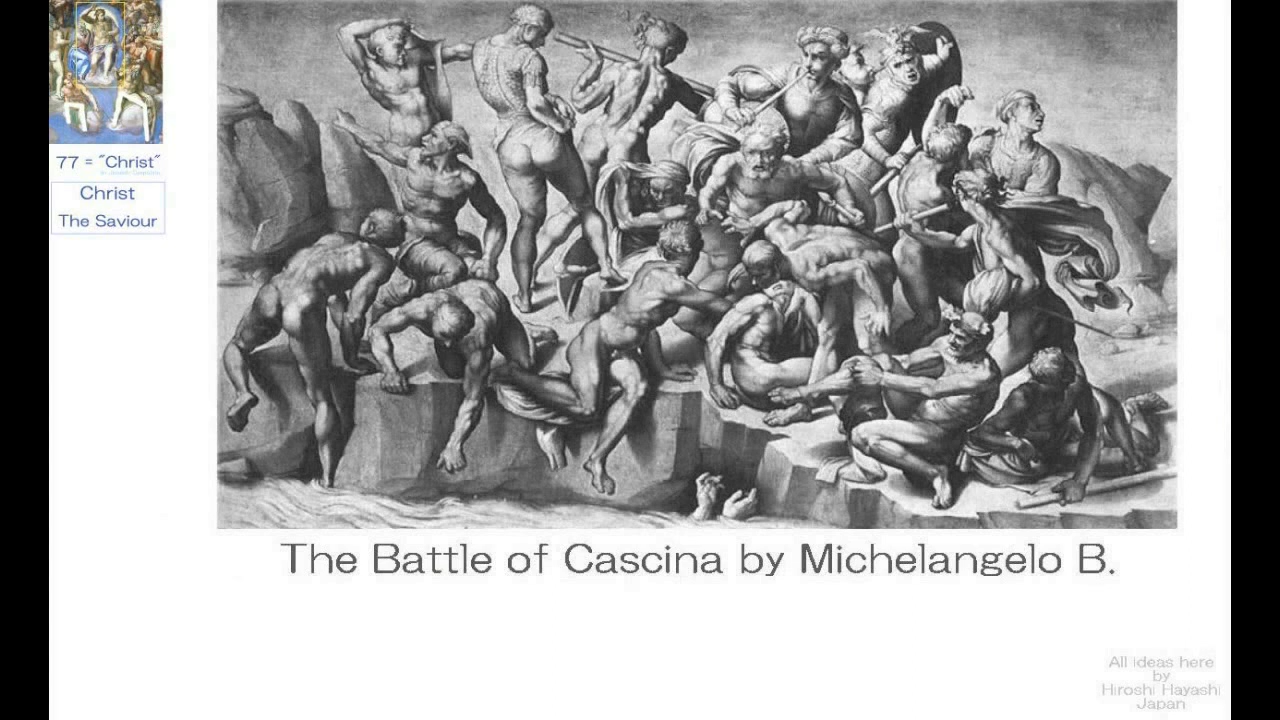 77 = "Christ"
Christ
The Saviour
The Battle of Cascina by Michelangelo B.
All ideas here
by
Hiroshi Hayashi
Japan